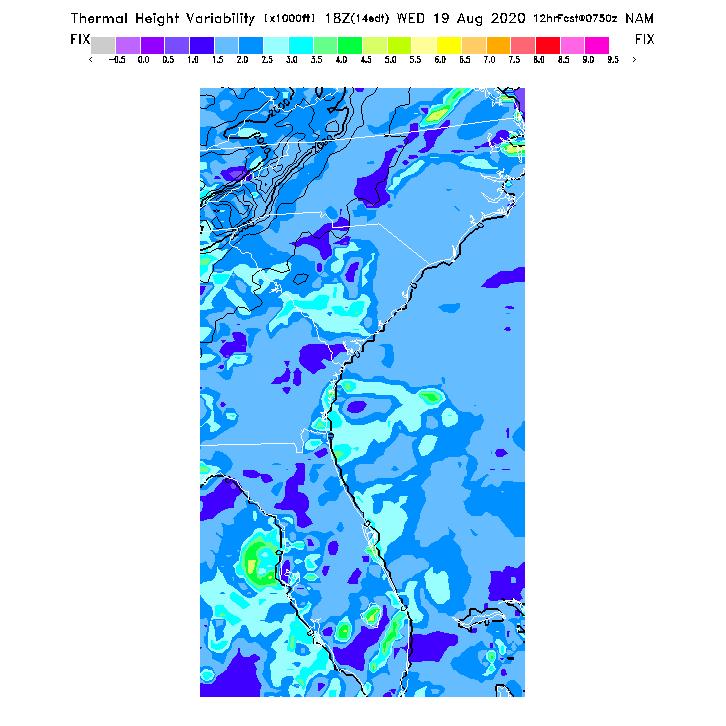 Thermal Height Variability [x1000ft] 18Z(14edt) WED 19 Aug 2020 12hrFcst@0750z NAM
FIX FIX
< -0.5 0.0 0.5 1.0 1.5 2.0 2.5 3.0 3.5 4.0 4.5 5.0 5.5 6.0 6.5 7.0 7.5 8.0 8.5 9.0 9.5 >
2000
2000